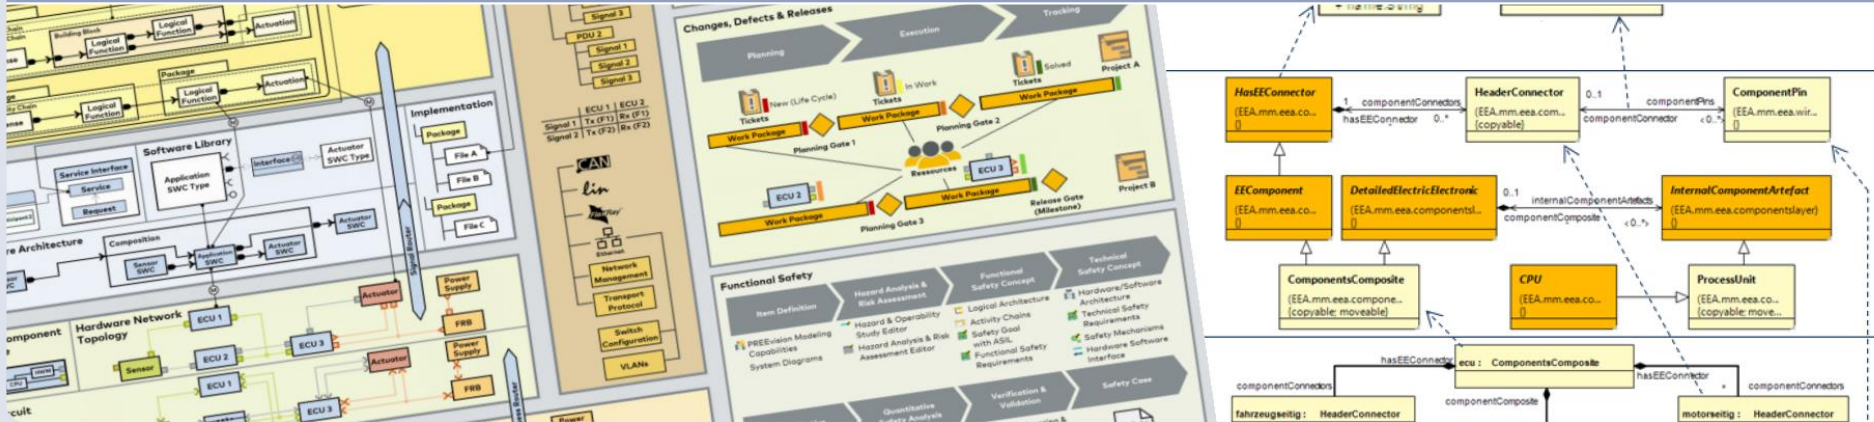 Logical
Function
Actuation
Building Block
Logical
Function
Package
Logical
Function
Actuation
Logical
Function
Service Interface
Service
Request
Software Library
Application
SWC Type
Interface
Actuator
SWC Type
Implementation
Package
File A
File B
Package
File C
Composition
Sensor
SWC
Application
SWC
Actuator
SWC
Actuator
SWC
Signal Router
Hardware Network
Topology
Sensor
ECU 1
ECU 2
ECU 3
Actuator
Power
Supply
FRB
ECU 1
ECU 3
Actuator
Power
Supply
FRB
Signal 3
PDU 2
Signal 1
Signal 2
Signal 3
ECU 1 ECU 2
Signal 1 Tx (F1) Rx (F1)
Signal 2 Tx (F2) Rx (F2)
CAN
lin
FlexRay
Ethernet
Network
Management
Transport
Protocol
Switch
Configuration
VLANs
Power
Changes, Defects & Releases
Planning
Execution
Tracking
New (Life Cycle)
Tickets
In Work
Tickets
Solved
Tickets
Project A
Work Package
Work Package
Work Package
Planning Gate 1
Planning Gate 2
Ressources
ECU 2
ECU 3
Work Package
Work Package
Planning Gate 3
Release Gate
(Milestone)
Project B
Functional Safety
Item Definition
Hazard Analysis &
Risk Assessment
Functional
Safety Concept
Technical
Safety Concept
PREEvision Modeling
Capabilities
System Diagrams
Hazard & Operability
Study Editor
Hazard Analysis & Risk
Assessment Editor
Logical Architecture
Activity Chains
Safety Goal
with ASIL
Functional Safety
Requirements
Hardware/Software
Architecture
Technical Safety
Requirements
Safety Mechanisms
Hardware Software
Interface
Quantitative
Safety Analysis
Verification &
Validation
Safety Case
HasEEConnector
(EEA.mm.eea.co...
{}
1 componentConnectors
hasEEConnector 0..*
HeaderConnector
(EEA.mm.eea.com...
{copyable}
0..1 componentPins
componentConnector <0..*>
ComponentPin
(EEA.mm.eea.wir...
{}
EEComponent
(EEA.mm.eea.co...
{}
DetailedElectricElectronic
(EEA.mm.eea.componentsl...
{}
0..1 internalComponentArtefacts
componentComposite <0..*>
InternalComponentArtefact
(EEA.mm.eea.componentslayer)
{}
ComponentsComposite
(EEA.mm.eea.compone...
{copyable; moveable}
CPU
(EEA.mm.eea.co...
{}
ProcessUnit
(EEA.mm.eea.co...
{copyable; move...
hasEEConnector
ecu : ComponentsComposite
hasEEConnector
componentConnectors
componentComposite
componentConnectors
fahrzeugseitig : HeaderConnector
motorseitig : HeaderConnector